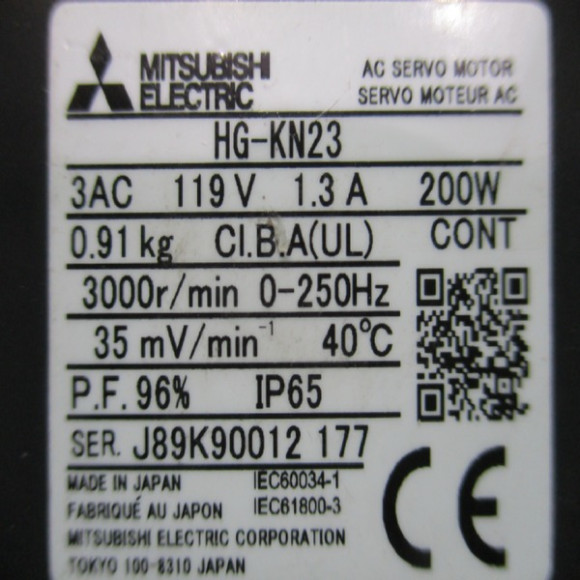 MITSUBISHI ELECTRIC
AC SERVO MOTOR
SERVO MOTEUR AC
HG-KN23
3AC 119V 1.3A 200W
0.91kg CI.B.A(UL) CONT
3000r/min 0-250Hz
35 mV/min⁻¹ 40℃
P.F. 96% IP65
SER. J89K90012 177
MADE IN JAPAN IEC60034-1
FABRIQUÉ AU JAPON IEC61800-3
MITSUBISHI ELECTRIC CORPORATION
TOKYO 100-8310 JAPAN
CE